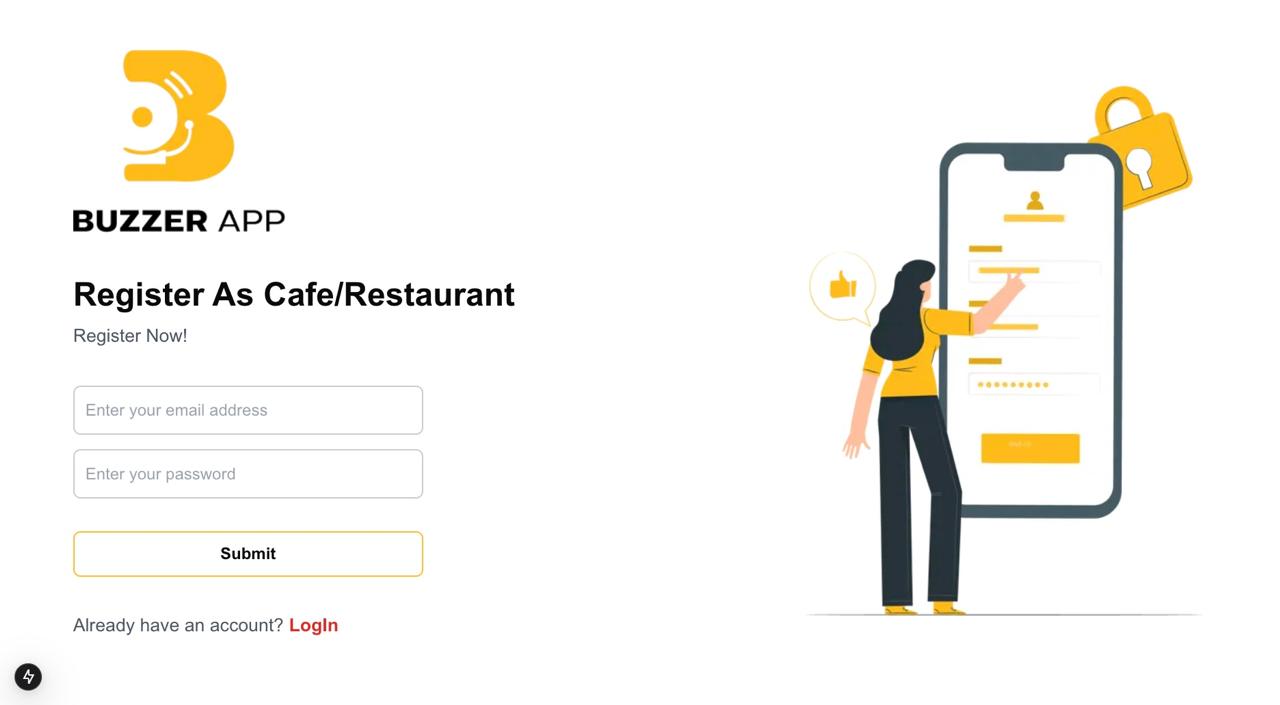 BUZZER APP
Register As Cafe/Restaurant
Register Now!
Enter your email address
Enter your password
Submit
Already have an account? LogIn